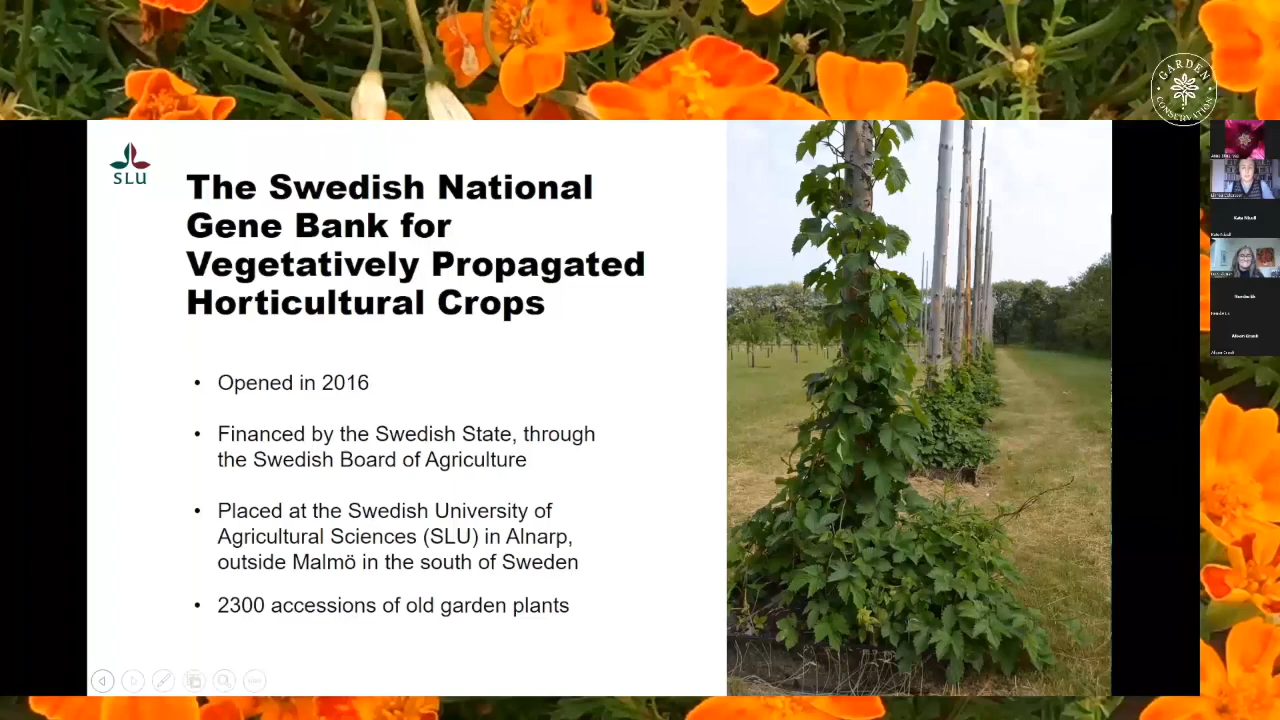 GARDEN
CONSERVATION
SLU
The Swedish National
Gene Bank for
Vegetatively Propagated
Horticultural Crops
• Opened in 2016
• Financed by the Swedish State, through
the Swedish Board of Agriculture
• Placed at the Swedish University of
Agricultural Sciences (SLU) in Alnarp,
outside Malmö in the south of Sweden
• 2300 accessions of old garden plants